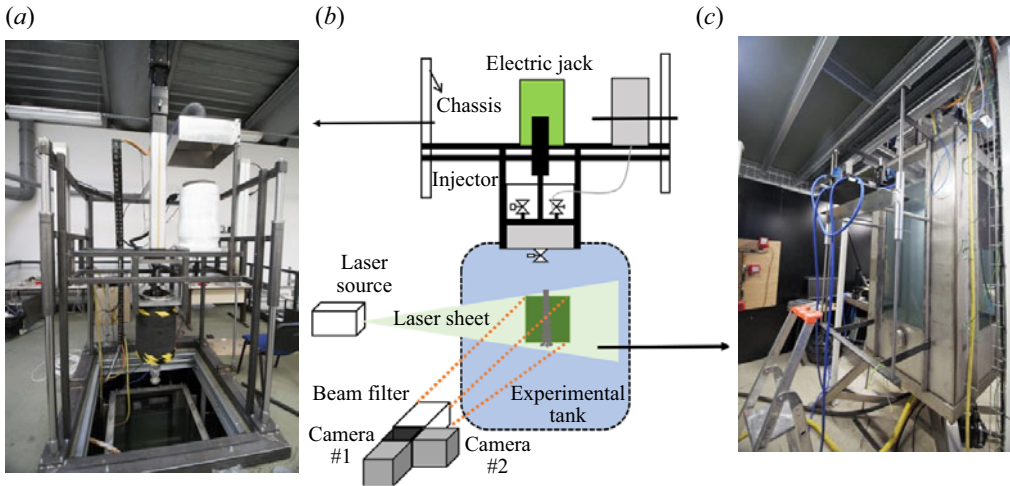 (a)
(b)
(c)
Electric jack
Chassis
Injector
Laser
source
Laser sheet
Beam filter
Experimental
tank
Camera
#1
Camera
#2